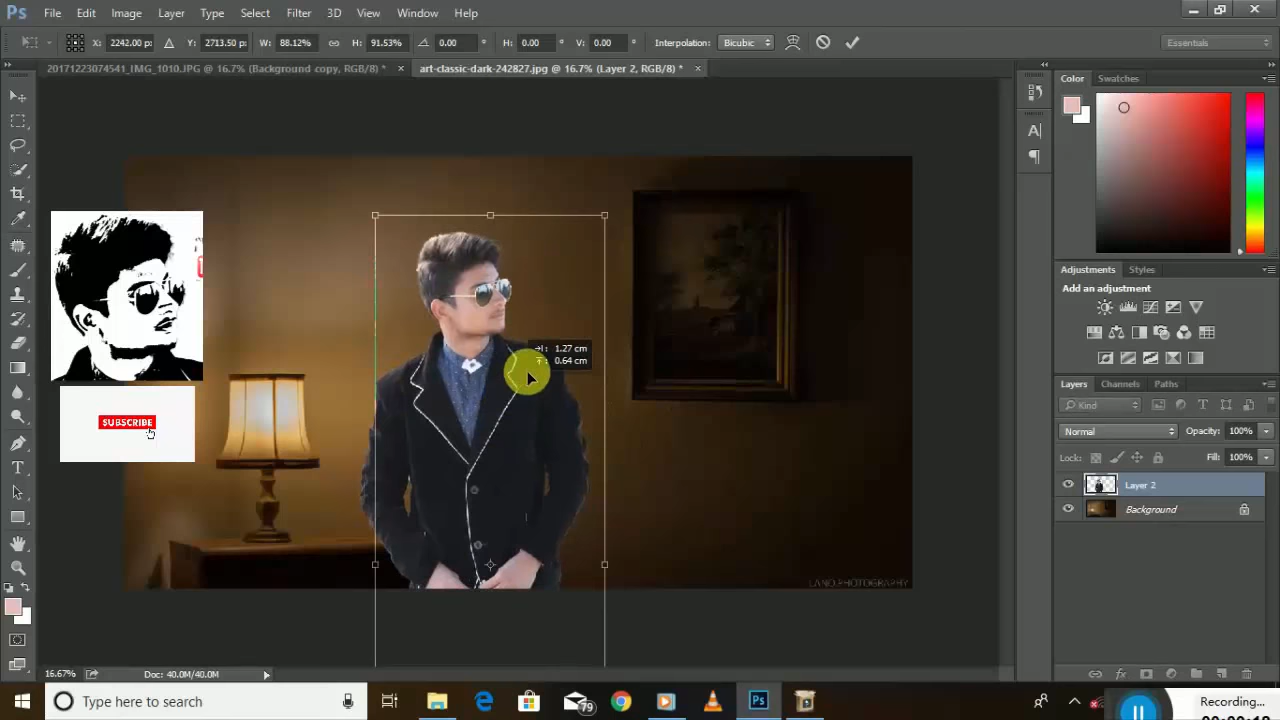 Ps File Edit Image Layer Type Select Filter 3D View Window Help
X: 2242.00 px Y: 2713.50 px W: 88.12% H: 91.53% 0.00 ° H: 0.00 ° V: 0.00 ° Interpolation: Bicubic Essentials
20171223074541_IMG_1010.JPG @ 16.7% (Background copy, RGB/8) * × art-classic-dark-242827.jpg @ 16.7% (Layer 2, RGB/8) * ×
Color Swatches
1.27 cm
0.64 cm
SUBSCRIBE
LANO PHOTOGRAPHY
Adjustments Styles
Add an adjustment
Layers Channels Paths
Kind
Normal Opacity: 100%
Lock: Fill: 100%
Layer 2
Background
16.67% Doc: 40.0M/40.0M
Type here to search
79
Ps
Recording...